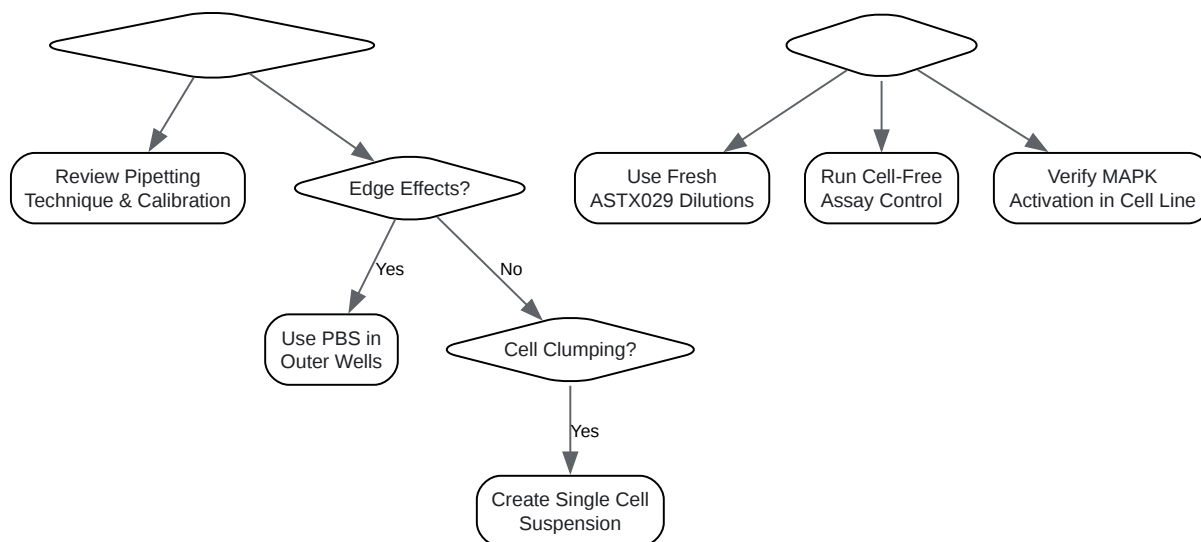 Review Pipetting
Technique & Calibration
Edge Effects?
Use Fresh
ASTX029 Dilutions
Run Cell-Free
Assay Control
Verify MAPK
Activation in Cell Line
Yes
No
Use PBS in
Outer Wells
Cell Clumping?
Yes
Create Single Cell
Suspension